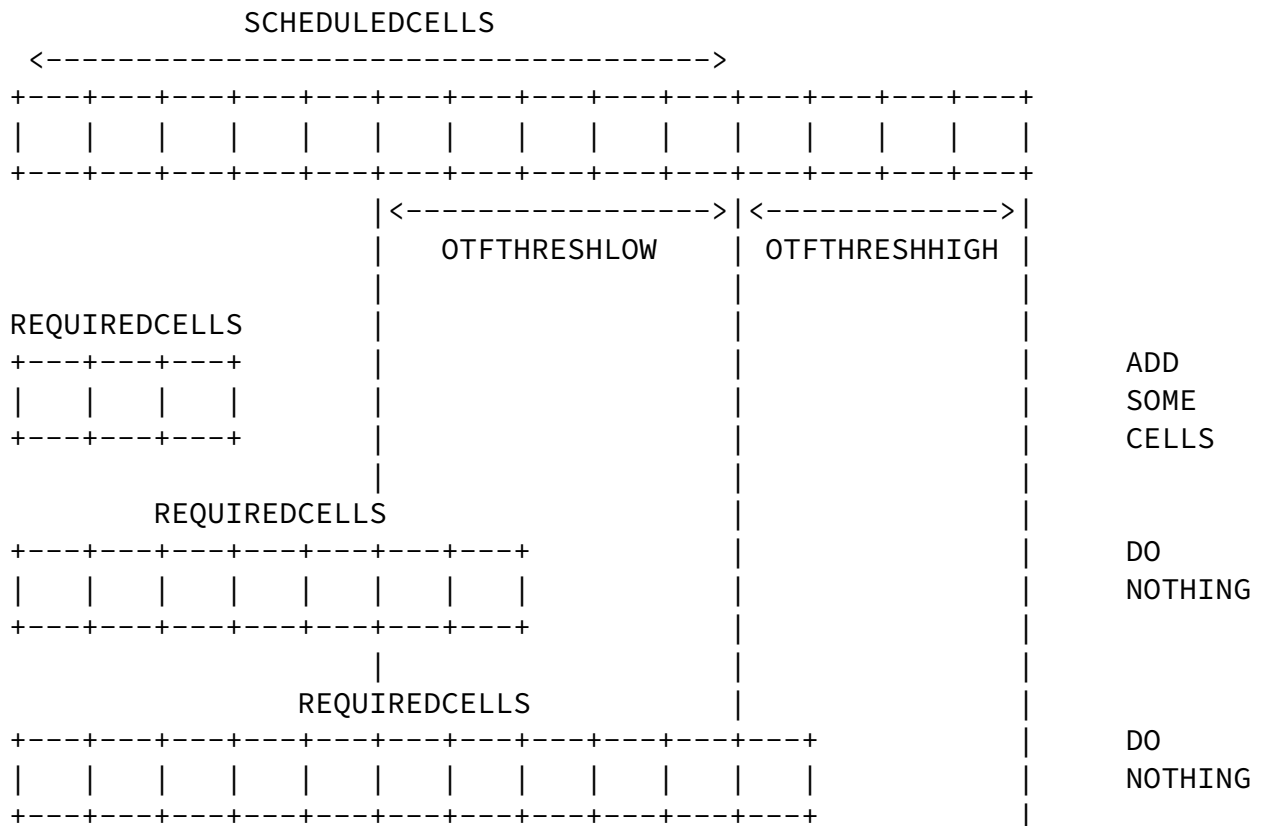 SCHEDULEDCELLS
<------------------------------------->
+---+---+---+---+---+---+---+---+---+---+---+---+---+---+
|   |   |   |   |   |   |   |   |   |   |   |   |   |   |
+---+---+---+---+---+---+---+---+---+---+---+---+---+---+
|<----------------->|<------------->|
| OTFTHRESHLOW | OTFTHRESHHIGH |
| | |
REQUIREDCELLS | | |
+---+---+---+ | | | ADD
|   |   |   | | | | SOME
+---+---+---+ | | | CELLS
| | |
REQUIREDCELLS | |
+---+---+---+---+---+---+---+ | | DO
|   |   |   |   |   |   |   | | | NOTHING
+---+---+---+---+---+---+---+ | |
| | |
REQUIREDCELLS | |
+---+---+---+---+---+---+---+---+---+---+---+ | DO
|   |   |   |   |   |   |   |   |   |   |   | | NOTHING
+---+---+---+---+---+---+---+---+---+---+---+ |